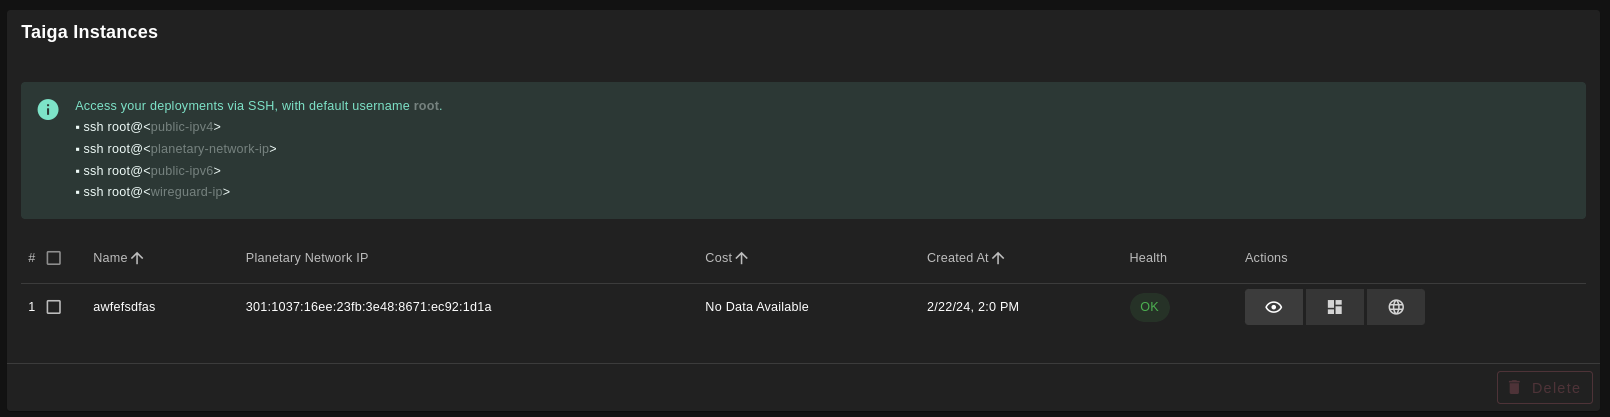 Taiga Instances
Access your deployments via SSH, with default username root.
▪ ssh root@<public-ipv4>
▪ ssh root@<planetary-network-ip>
▪ ssh root@<public-ipv6>
▪ ssh root@<wireguard-ip>
# Name Planetary Network IP Cost Created At Health Actions
1 awfefsdfas 301:1037:16ee:23fb:3e48:8671:ec92:1d1a No Data Available 2/22/24, 2:0 PM OK
Delete